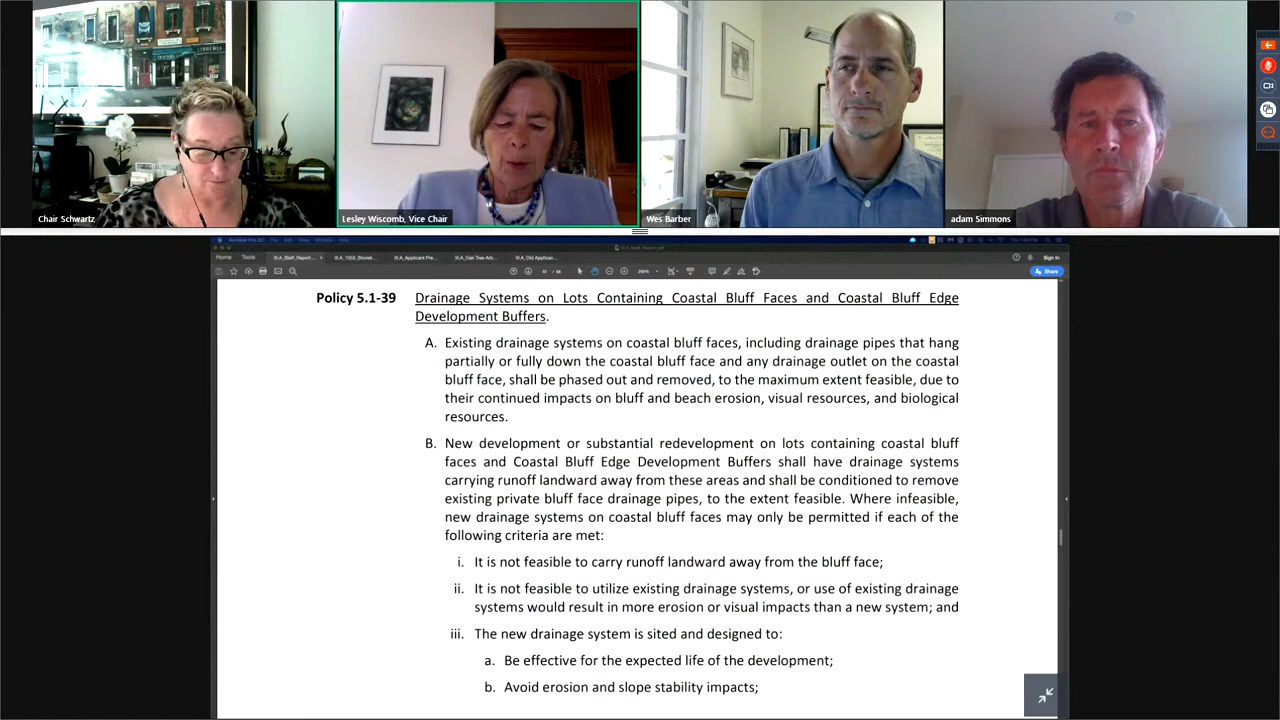 LIBRERIA
Chair Schwartz
Lesley Wiscomb, Vice Chair
Wes Barber
adam Simmons
Home Tools
Sign In
Share
Policy 5.1-39 Drainage Systems on Lots Containing Coastal Bluff Faces and Coastal Bluff Edge
Development Buffers.
A. Existing drainage systems on coastal bluff faces, including drainage pipes that hang
partially or fully down the coastal bluff face and any drainage outlet on the coastal
bluff face, shall be phased out and removed, to the maximum extent feasible, due to
their continued impacts on bluff and beach erosion, visual resources, and biological
resources.
B. New development or substantial redevelopment on lots containing coastal bluff
faces and Coastal Bluff Edge Development Buffers shall have drainage systems
carrying runoff landward away from these areas and shall be conditioned to remove
existing private bluff face drainage pipes, to the extent feasible. Where infeasible,
new drainage systems on coastal bluff faces may only be permitted if each of the
following criteria are met:
i. It is not feasible to carry runoff landward away from the bluff face;
ii. It is not feasible to utilize existing drainage systems, or use of existing drainage
systems would result in more erosion or visual impacts than a new system; and
iii. The new drainage system is sited and designed to:
a. Be effective for the expected life of the development;
b. Avoid erosion and slope stability impacts;